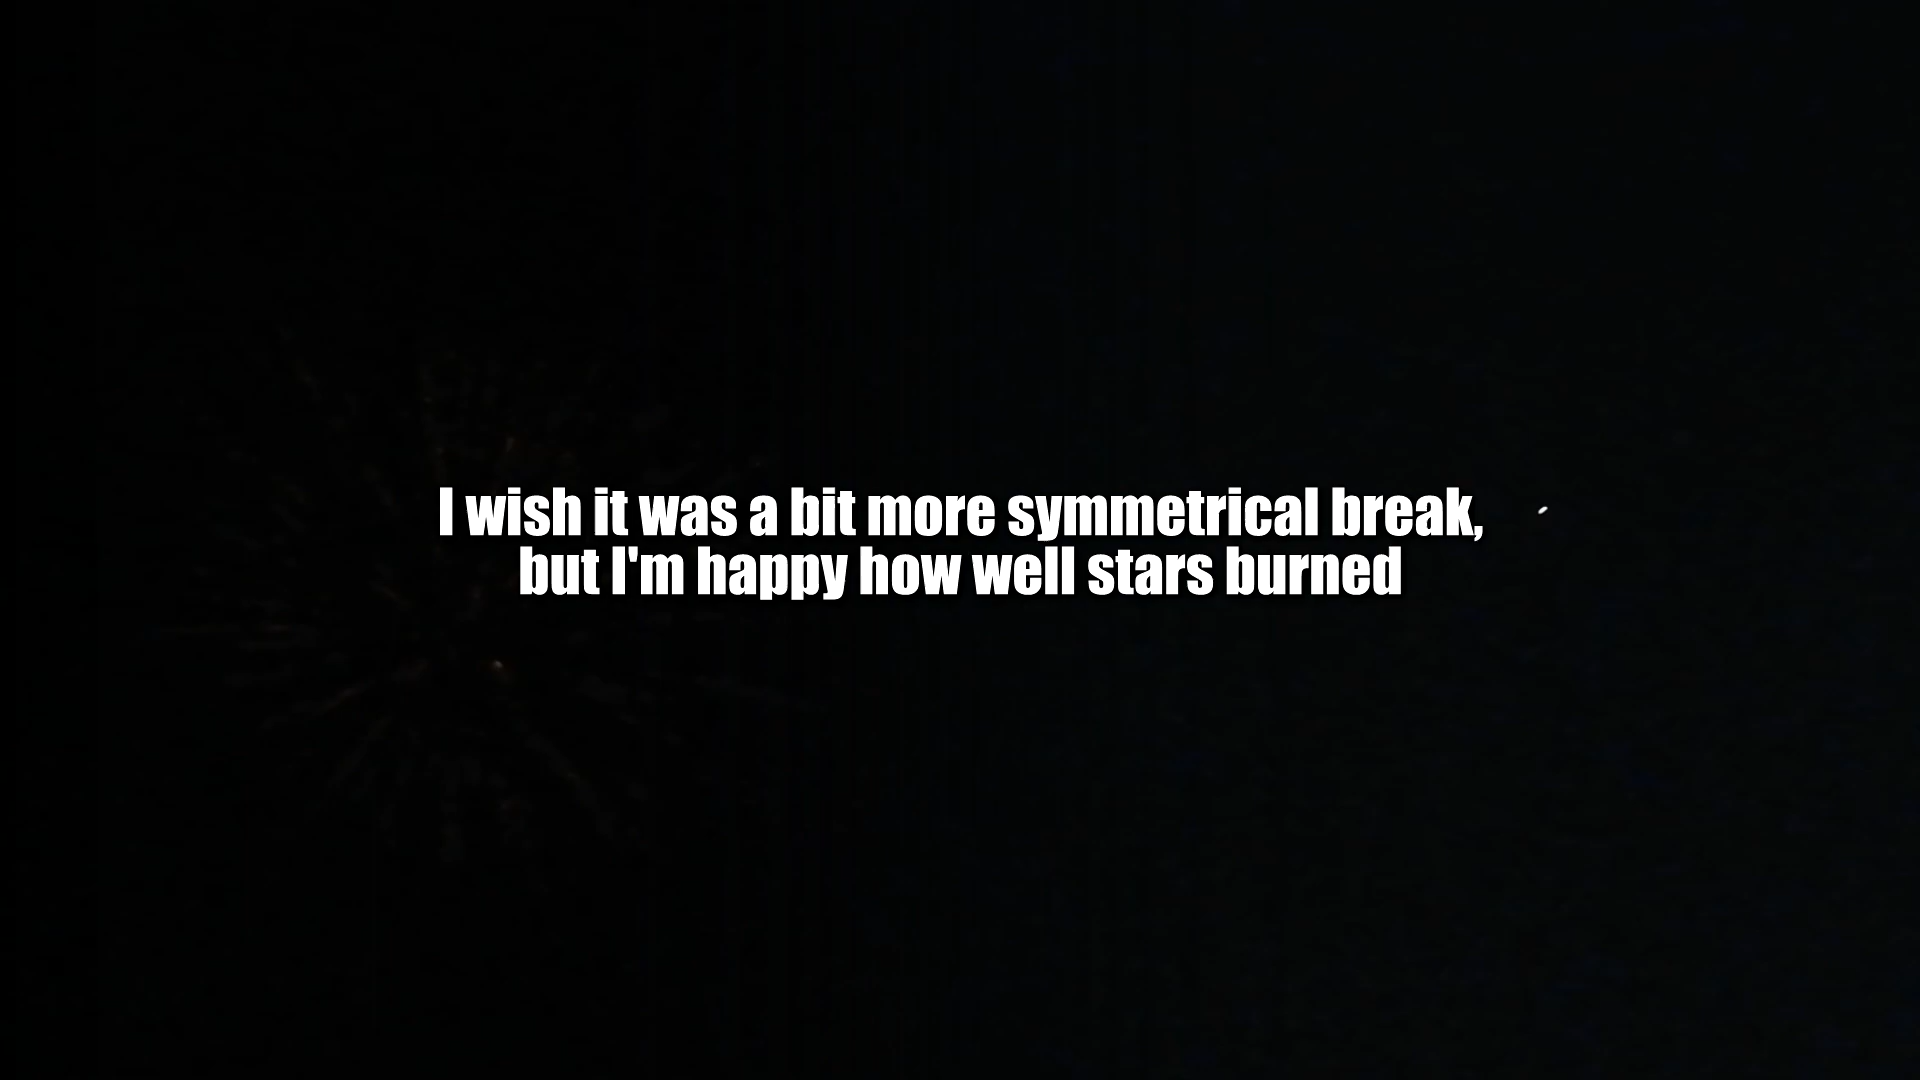 I wish it was a bit more symmetrical break,
but I'm happy how well stars burned